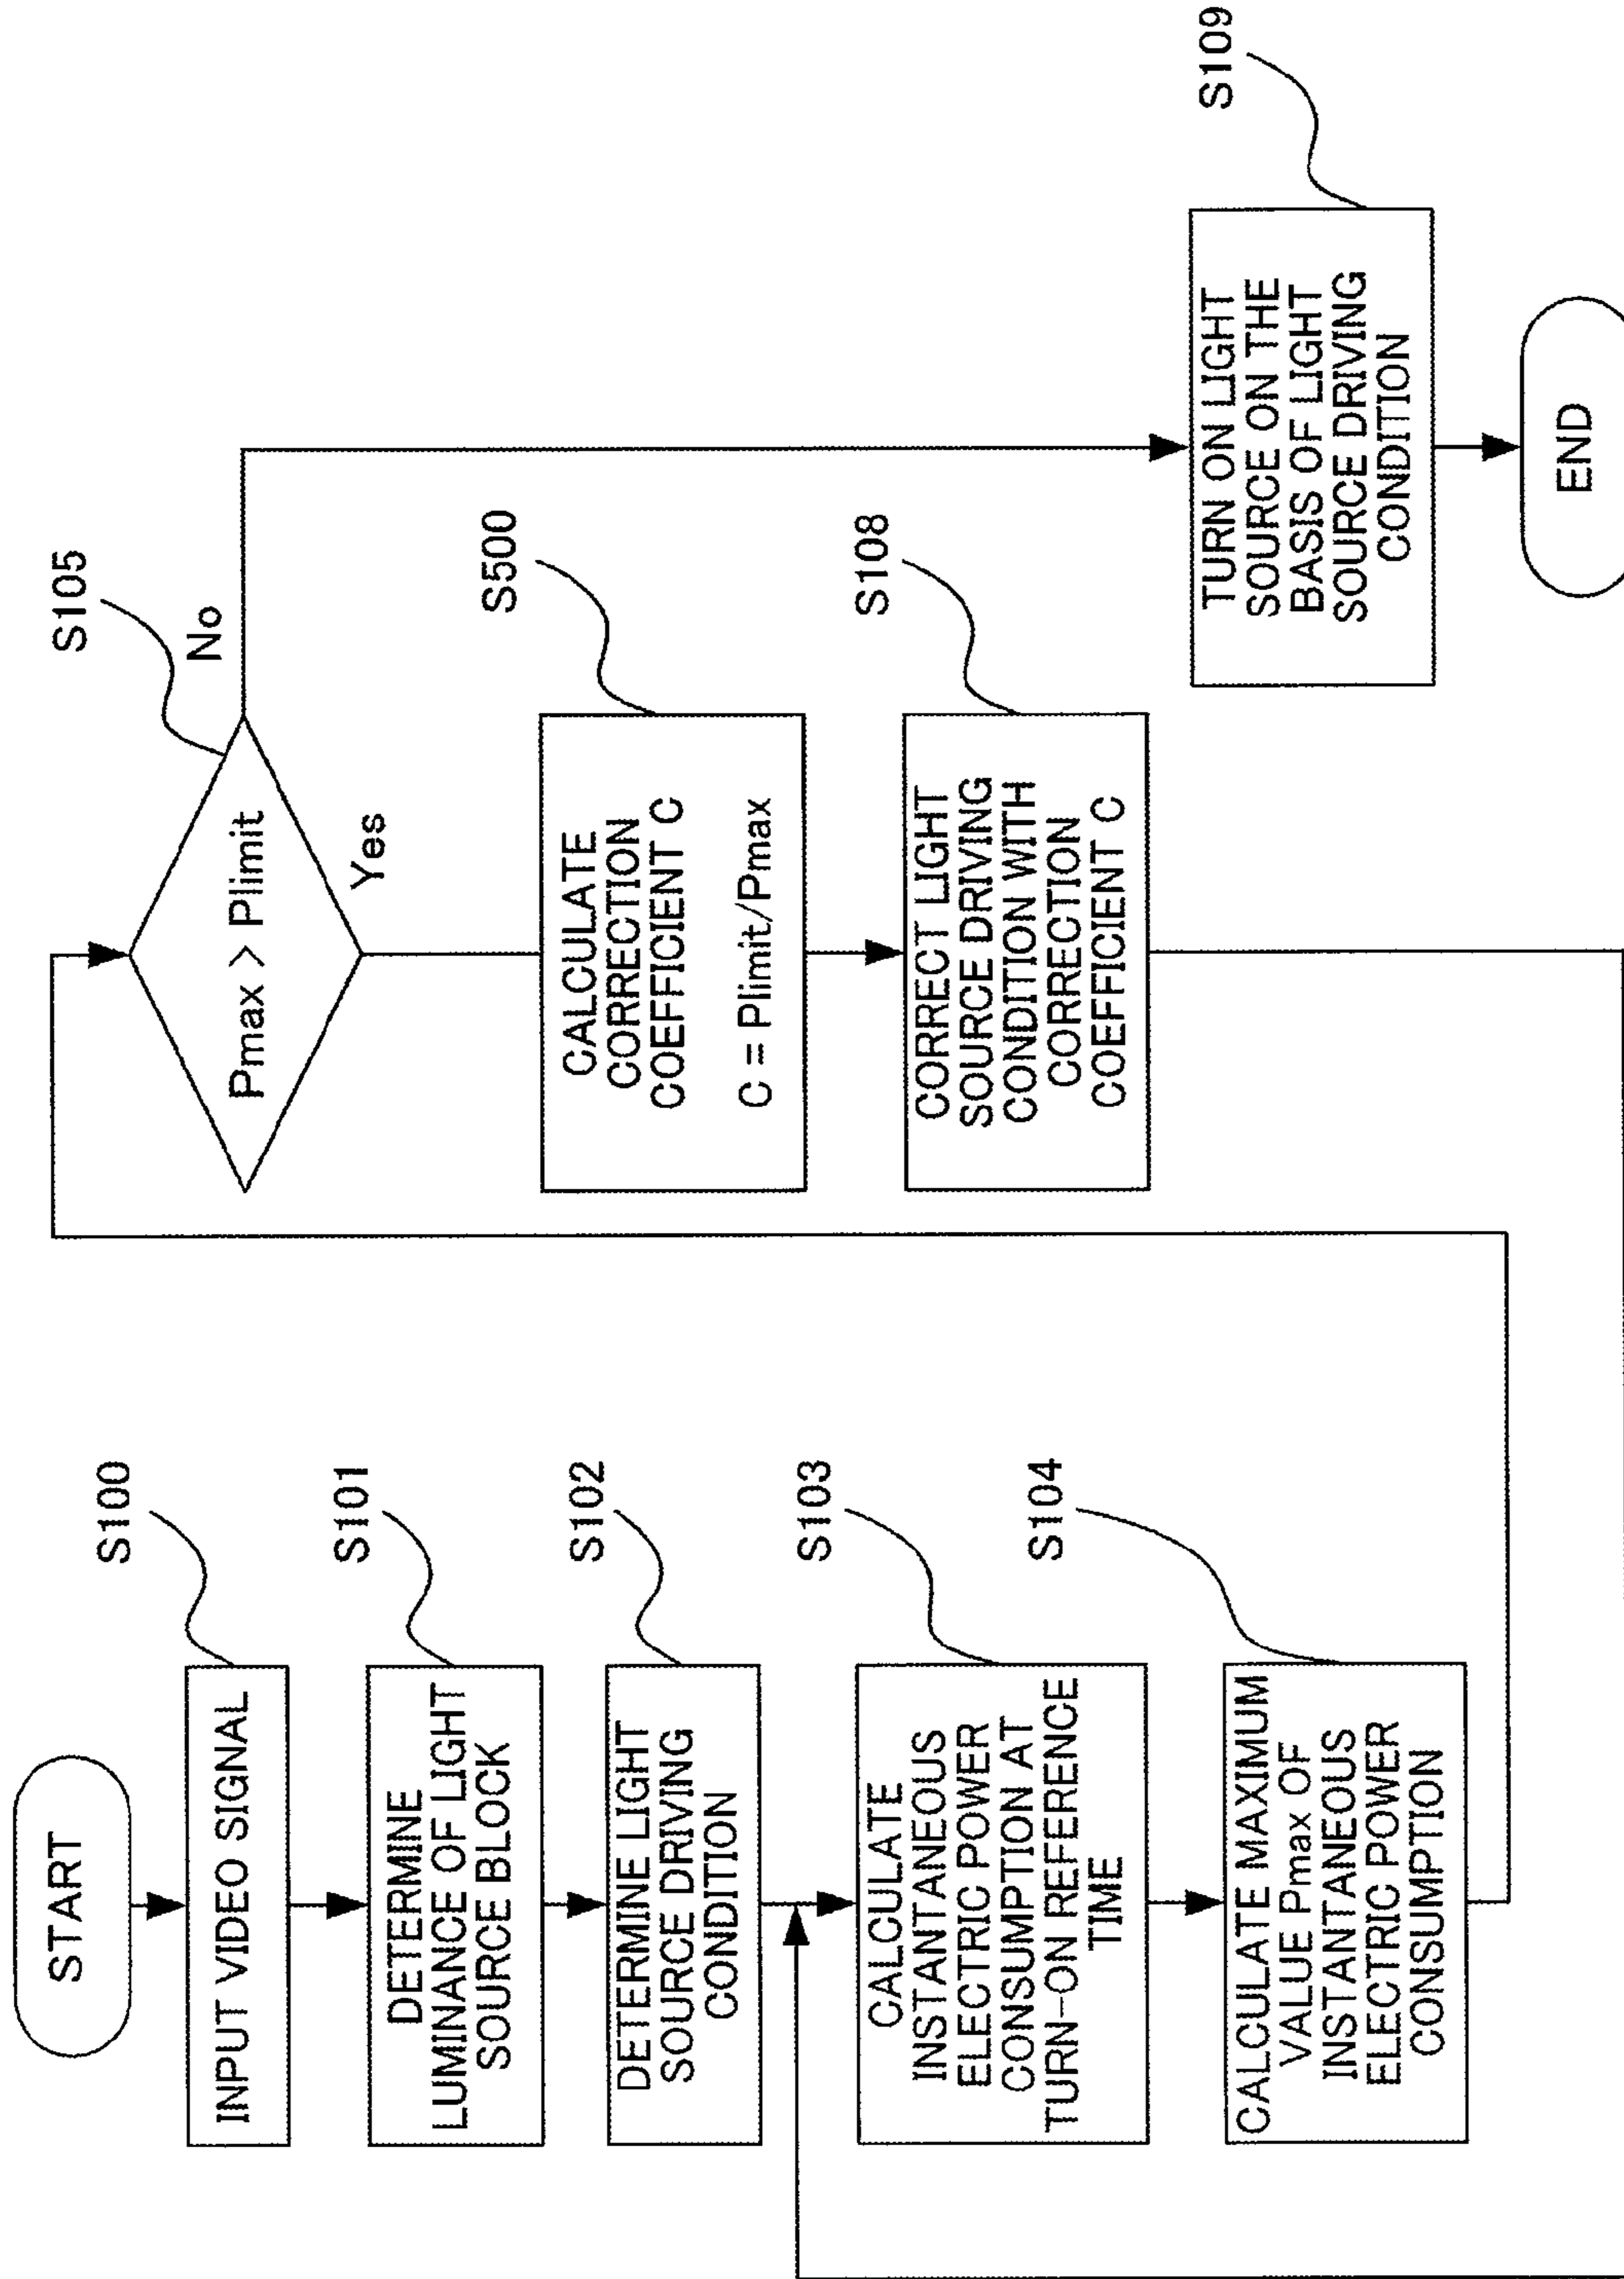 START
S100
INPUT VIDEO SIGNAL
S101
DETERMINE
LUMINANCE OF LIGHT
SOURCE BLOCK
S102
DETERMINE LIGHT
SOURCE DRIVING
CONDITION
S103
CALCULATE
INSTANTANEOUS
ELECTRIC POWER
CONSUMPTION AT
TURN-ON REFERENCE
TIME
S104
CALCULATE MAXIMUM
VALUE Pmax OF
INSTANTANEOUS
ELECTRIC POWER
CONSUMPTION
S105
Pmax > Plimit
No
Yes
S500
CALCULATE
CORRECTION
COEFFICIENT C
C = Plimit/Pmax
S108
CORRECT LIGHT
SOURCE DRIVING
CONDITION WITH
CORRECTION
COEFFICIENT C
S109
TURN ON LIGHT
SOURCE ON THE
BASIS OF LIGHT
SOURCE DRIVING
CONDITION
END